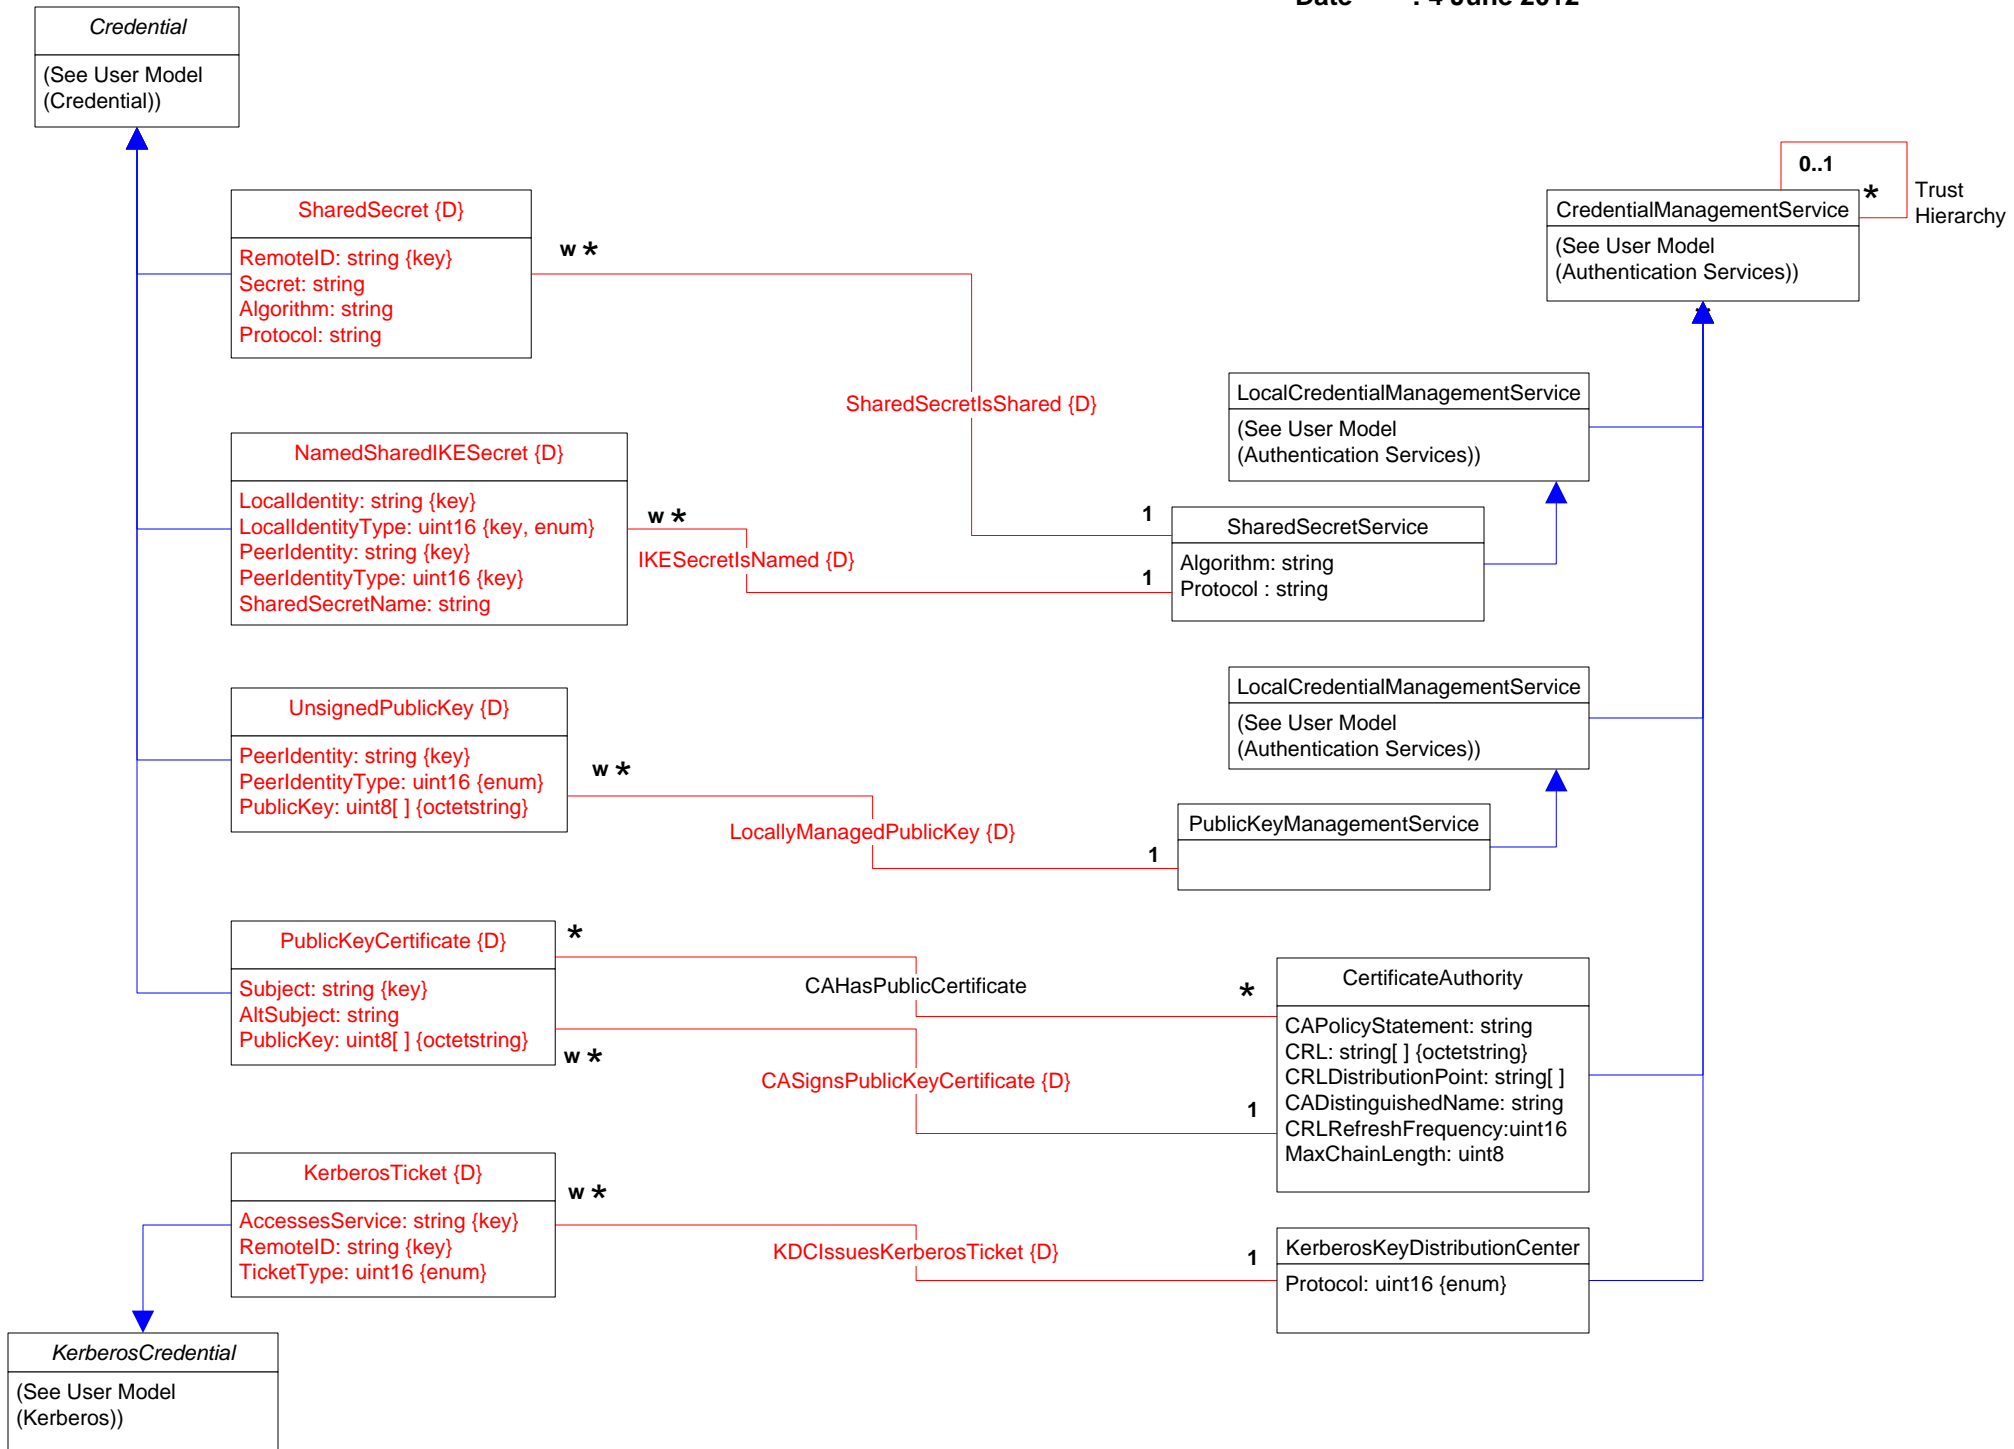 Date : 4 June 2012
Credential
(See User Model
(Credential))
SharedSecret {D}
RemoteID: string {key}
Secret: string
Algorithm: string
Protocol: string
w *
SharedSecretIsShared {D}
0..1
*
Trust
Hierarchy
CredentialManagementService
(See User Model
(Authentication Services))
LocalCredentialManagementService
(See User Model
(Authentication Services))
NamedSharedIKESecret {D}
LocalIdentity: string {key}
LocalIdentityType: uint16 {key, enum}
PeerIdentity: string {key}
PeerIdentityType: uint16 {key}
SharedSecretName: string
w *
IKESecretIsNamed {D}
1
1
SharedSecretService
Algorithm: string
Protocol : string
UnsignedPublicKey {D}
PeerIdentity: string {key}
PeerIdentityType: uint16 {enum}
PublicKey: uint8[ ] {octetstring}
w *
LocallyManagedPublicKey {D}
1
LocalCredentialManagementService
(See User Model
(Authentication Services))
PublicKeyManagementService
PublicKeyCertificate {D}
Subject: string {key}
AltSubject: string
PublicKey: uint8[ ] {octetstring}
*
CAHasPublicCertificate
*
w *
CASignsPublicKeyCertificate {D}
1
CertificateAuthority
CAPolicyStatement: string
CRL: string[ ] {octetstring}
CRLDistributionPoint: string[ ]
CADistinguishedName: string
CRLRefreshFrequency:uint16
MaxChainLength: uint8
KerberosTicket {D}
AccessesService: string {key}
RemoteID: string {key}
TicketType: uint16 {enum}
w *
KDCIssuesKerberosTicket {D}
1
KerberosKeyDistributionCenter
Protocol: uint16 {enum}
KerberosCredential
(See User Model
(Kerberos))